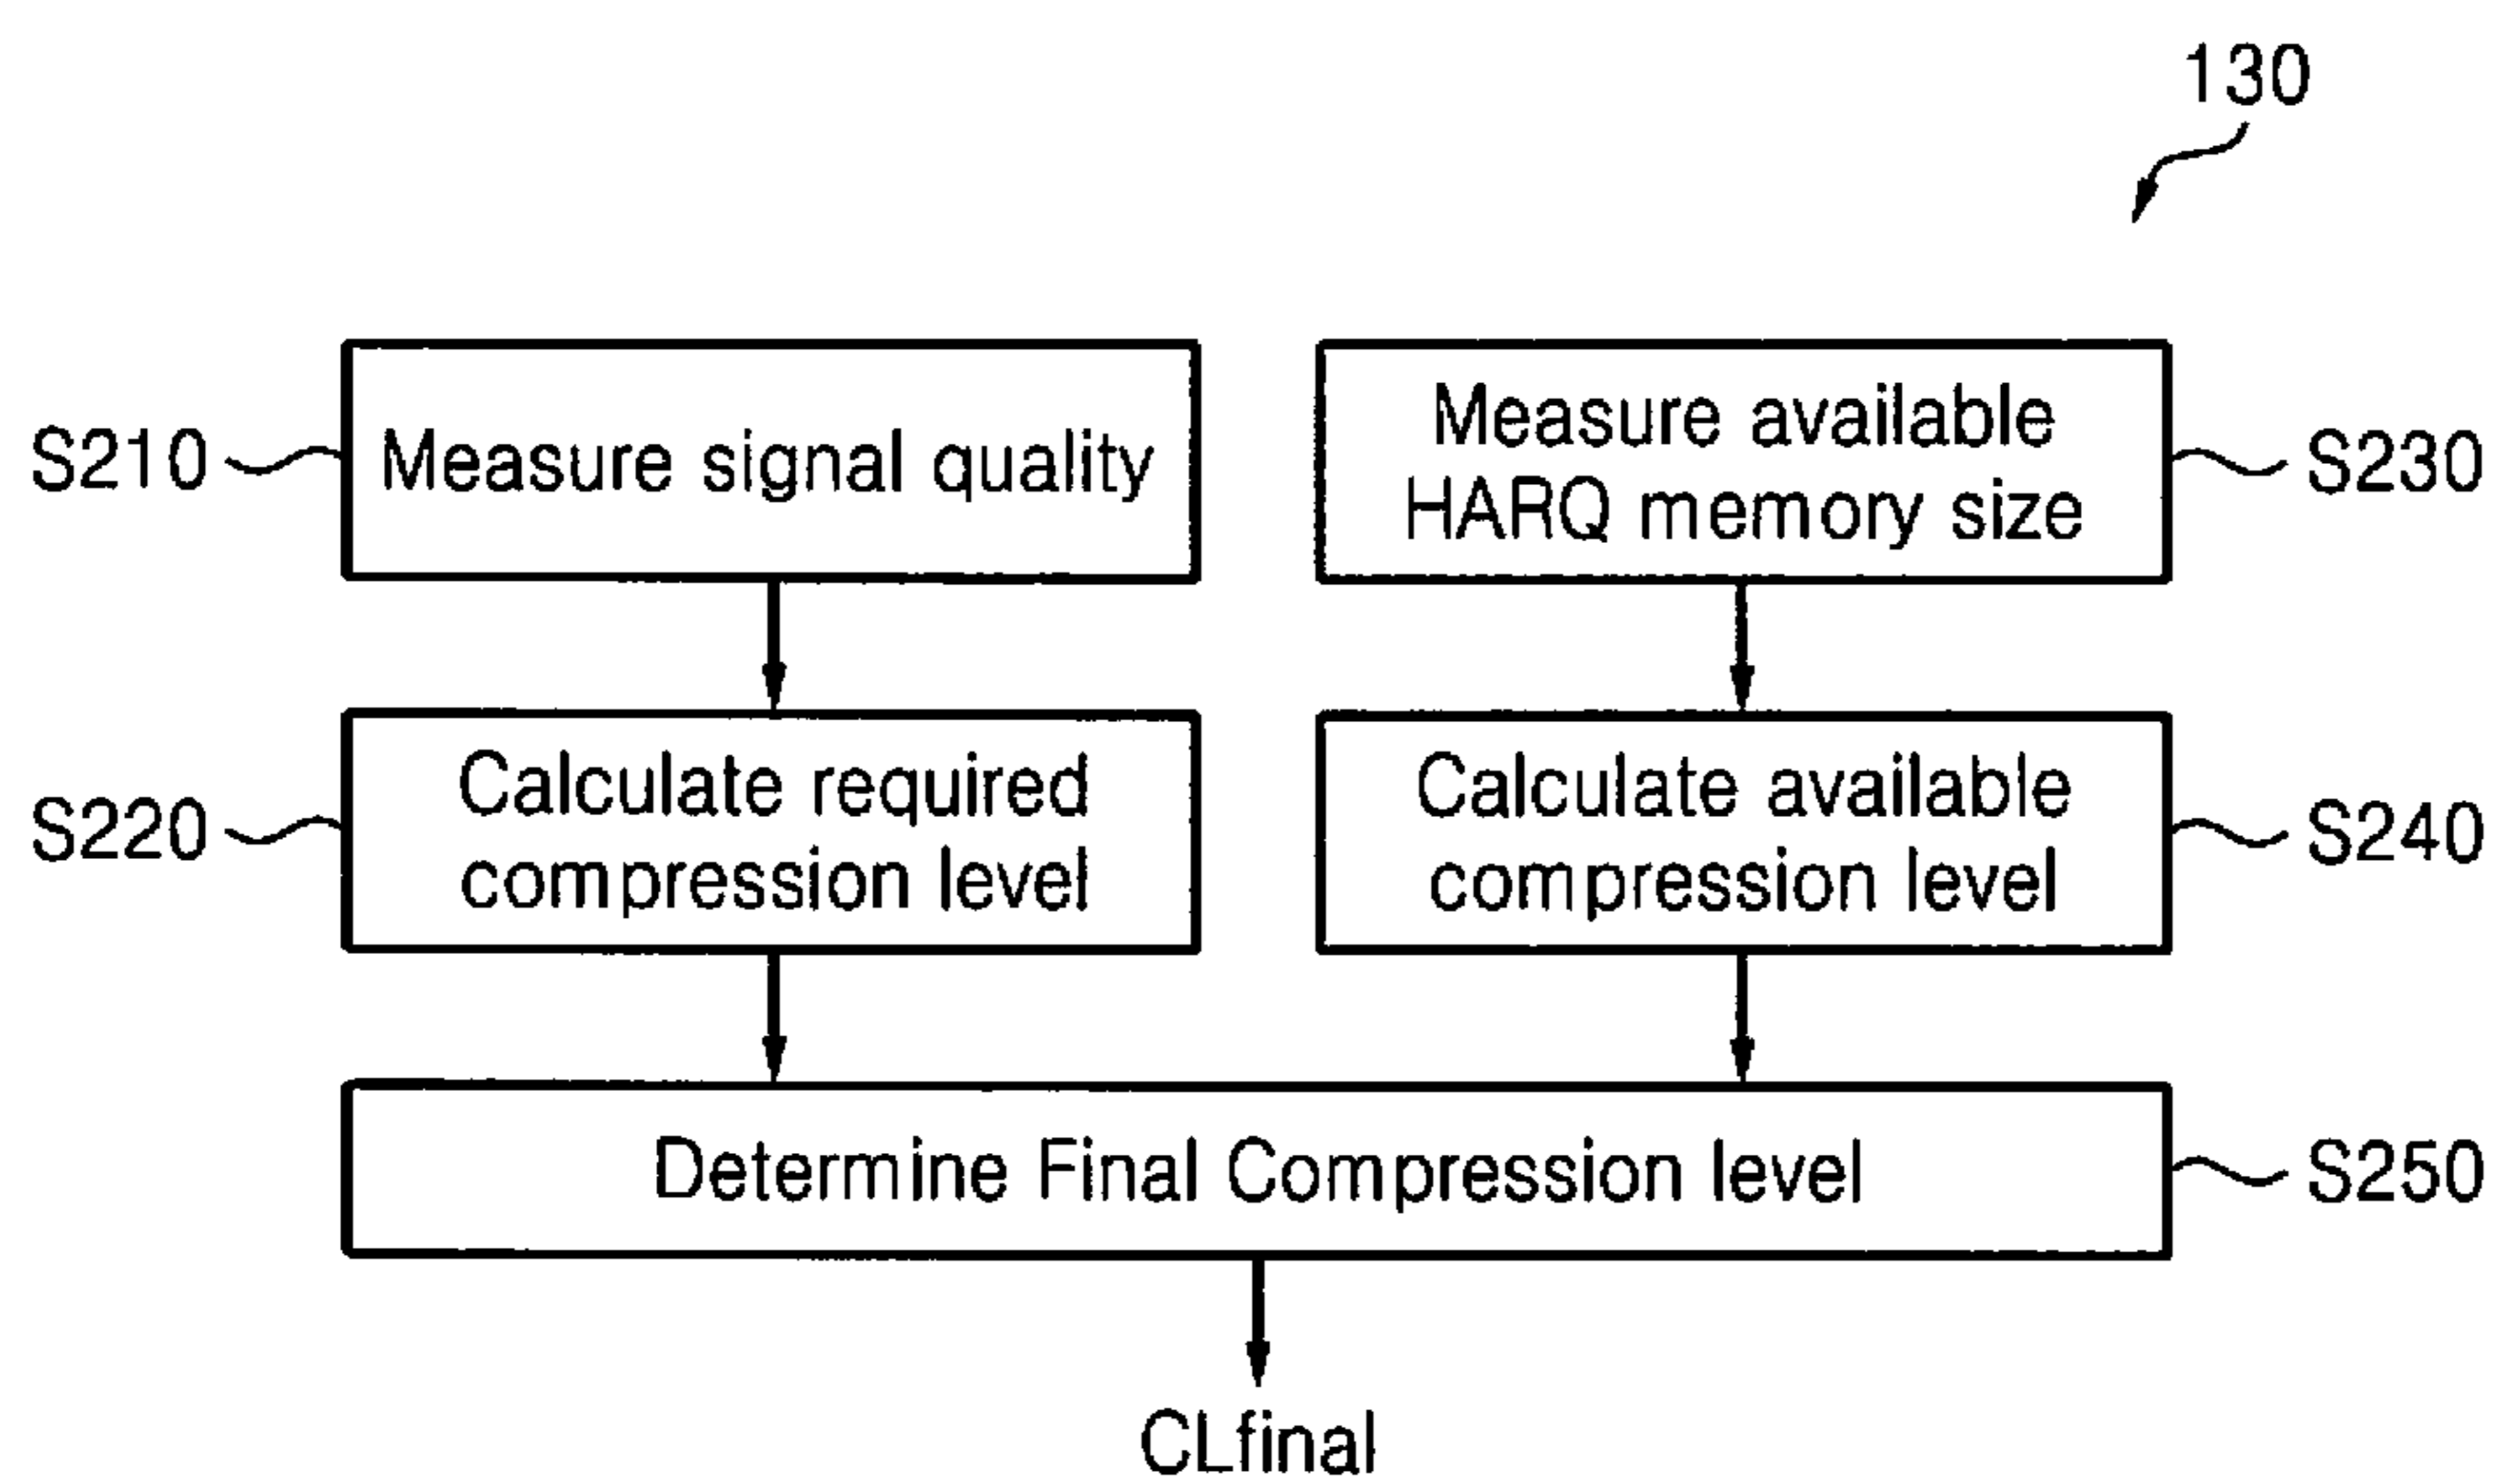 130
S210
Measure signal quality
Measure available
HARQ memory size
S230
S220
Calculate required
compression level
Calculate available
compression level
S240
Determine Final Compression level
S250
CLfinal